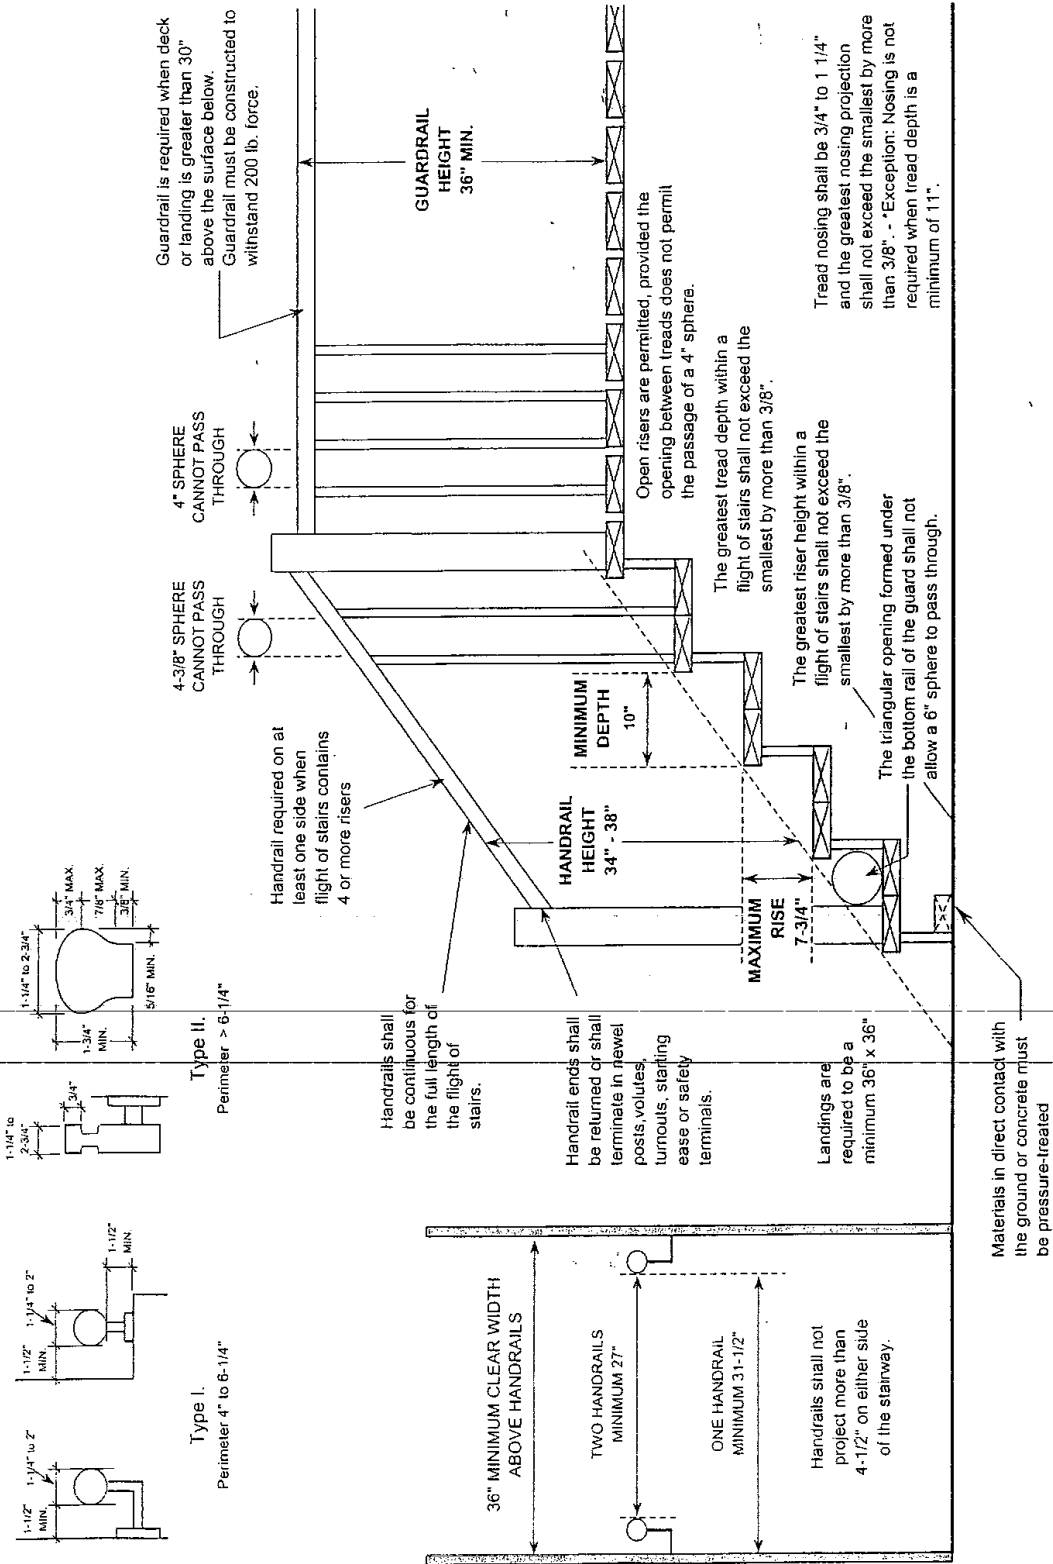 1-1/2"
MIN.
1-1/4" to 2"
1-1/2"
MIN.
1-1/4" to 2"
1-1/2"
MIN.
Type I.
Perimeter 4" to 6-1/4"
1-1/4" to
2-3/4"
3/4"
1-3/4"
MIN.
1-1/4" to 2-3/4"
3/4" MAX.
7/8" MAX.
3/8" MIN.
5/16" MIN.
Type II.
Perimeter > 6-1/4"
36" MINIMUM CLEAR WIDTH
ABOVE HANDRAILS
TWO HANDRAILS
MINIMUM 27"
ONE HANDRAIL
MINIMUM 31-1/2"
Handrails shall not
project more than
4-1/2" on either side
of the stairway.
Handrails shall
be continuous for
the full length of
the flight of
stairs.
Handrail ends shall
be returned or shall
terminate in newel
posts, volutes,
turnouts, starting
ease or safety
terminals.
Landings are
required to be a
minimum 36" x 36"
Materials in direct contact with
the ground or concrete must
be pressure-treated
Handrail required on at
least one side when
flight of stairs contains
4 or more risers
4-3/8" SPHERE
CANNOT PASS
THROUGH
4" SPHERE
CANNOT PASS
THROUGH
Guardrail is required when deck
or landing is greater than 30"
above the surface below.
Guardrail must be constructed to
withstand 200 lb. force.
GUARDRAIL
HEIGHT
36" MIN.
HANDRAIL
HEIGHT
34" - 38"
MINIMUM
DEPTH
10"
MAXIMUM
RISE
7-3/4"
Open risers are permitted, provided the
opening between treads does not permit
the passage of a 4" sphere.
The greatest tread depth within a
flight of stairs shall not exceed the
smallest by more than 3/8".
The greatest riser height within a
flight of stairs shall not exceed the
smallest by more than 3/8".
The triangular opening formed under
the bottom rail of the guard shall not
allow a 6" sphere to pass through.
Tread nosing shall be 3/4" to 1 1/4"
and the greatest nosing projection
shall not exceed the smallest by more
than 3/8". - *Exception: Nosing is not
required when tread depth is a
minimum of 11".